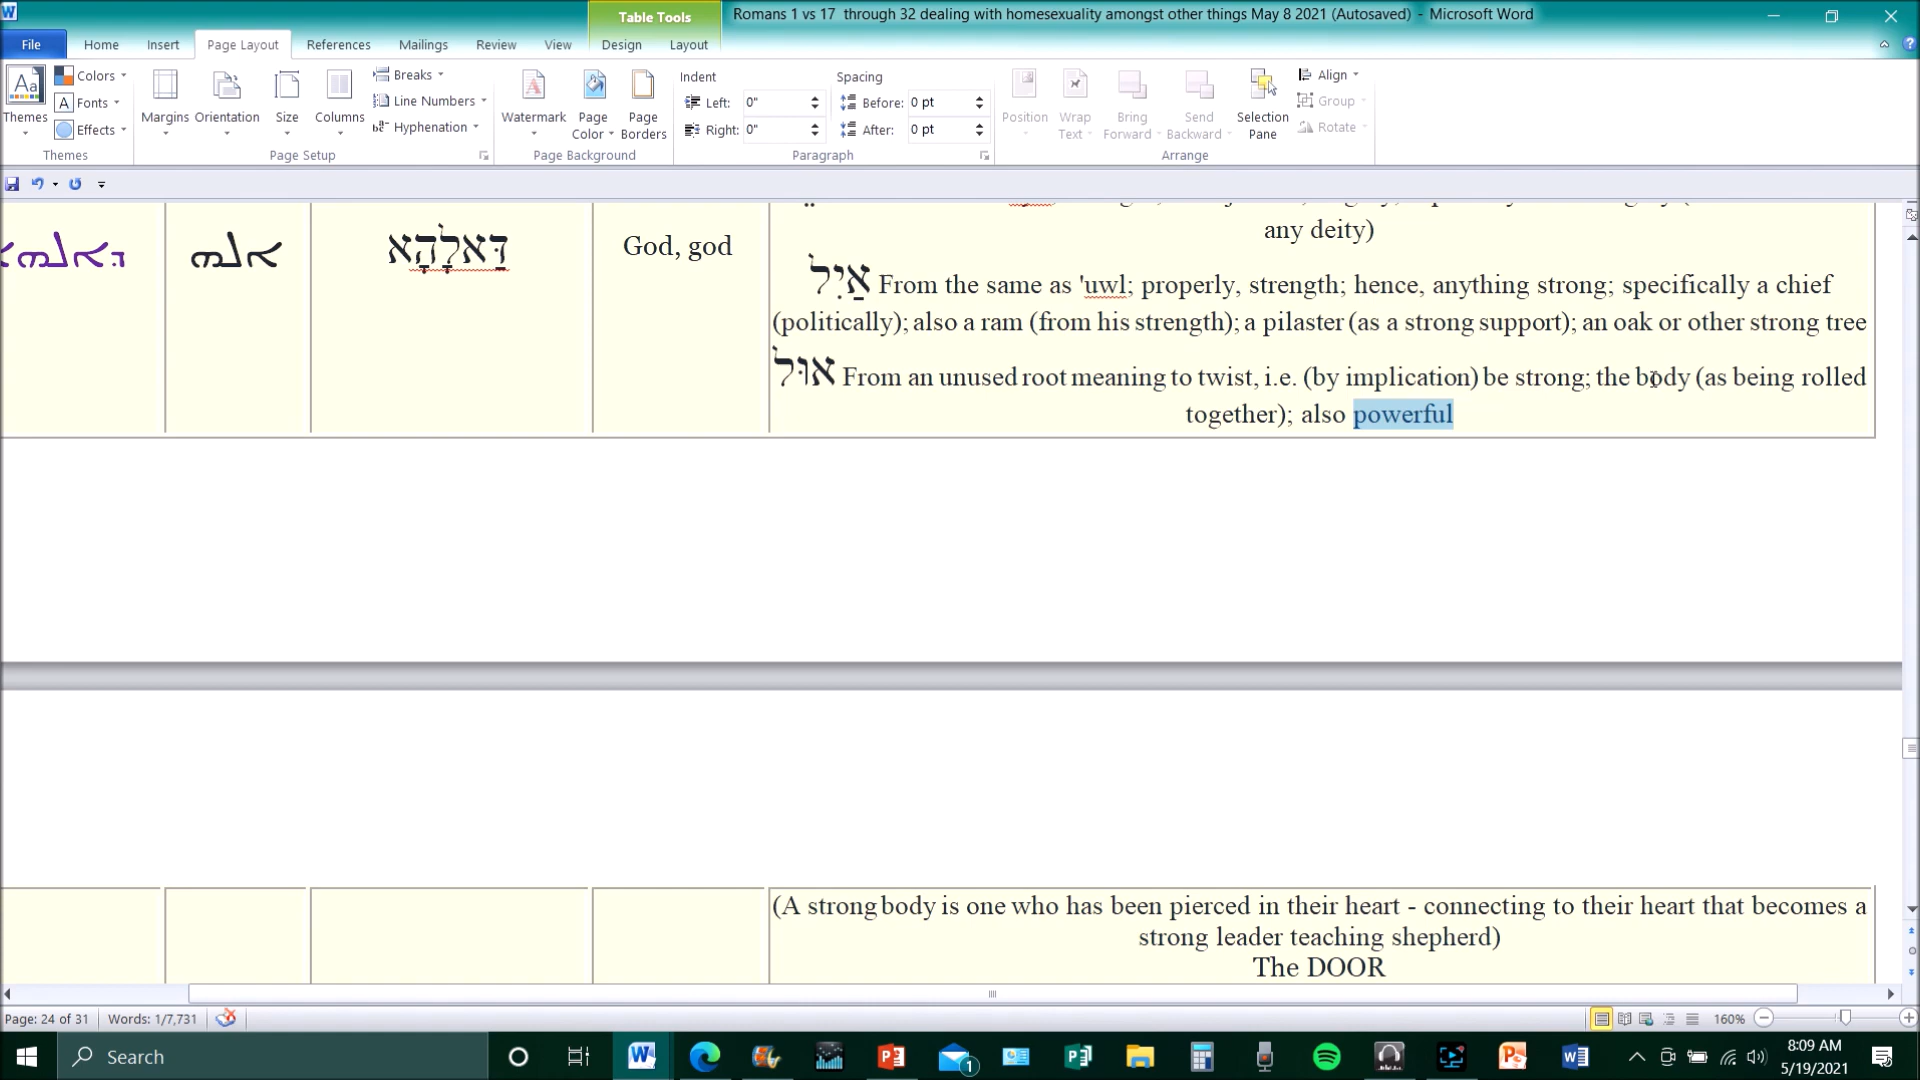 Table Tools
Romans 1 vs 17 through 32 dealing with homesexuality amongst other things May 8 2021 (Autosaved) - Microsoft Word
File Home Insert Page Layout References Mailings Review View Design Layout
Colors
Fonts
Effects
Themes
Themes
Margins Orientation Size Columns
Breaks
Line Numbers
Hyphenation
Page Setup
Watermark Page Color Page Borders
Page Background
Indent
Left: 0"
Right: 0"
Spacing
Before: 0 pt
After: 0 pt
Paragraph
Position Wrap Text Bring Forward Send Backward Selection Pane
Align
Group
Rotate
Arrange
any deity)
ܐܠܗ
דַּאלָהָא
God, god
אַיִל From the same as 'uwl; properly, strength; hence, anything strong; specifically a chief
(politically); also a ram (from his strength); a pilaster (as a strong support); an oak or other strong tree
אוּל From an unused root meaning to twist, i.e. (by implication) be strong; the body (as being rolled
together); also powerful
(A strong body is one who has been pierced in their heart - connecting to their heart that becomes a
strong leader teaching shepherd)
The DOOR
Page: 24 of 31 Words: 1/7,731
160%
Search
1
8:09 AM
5/19/2021